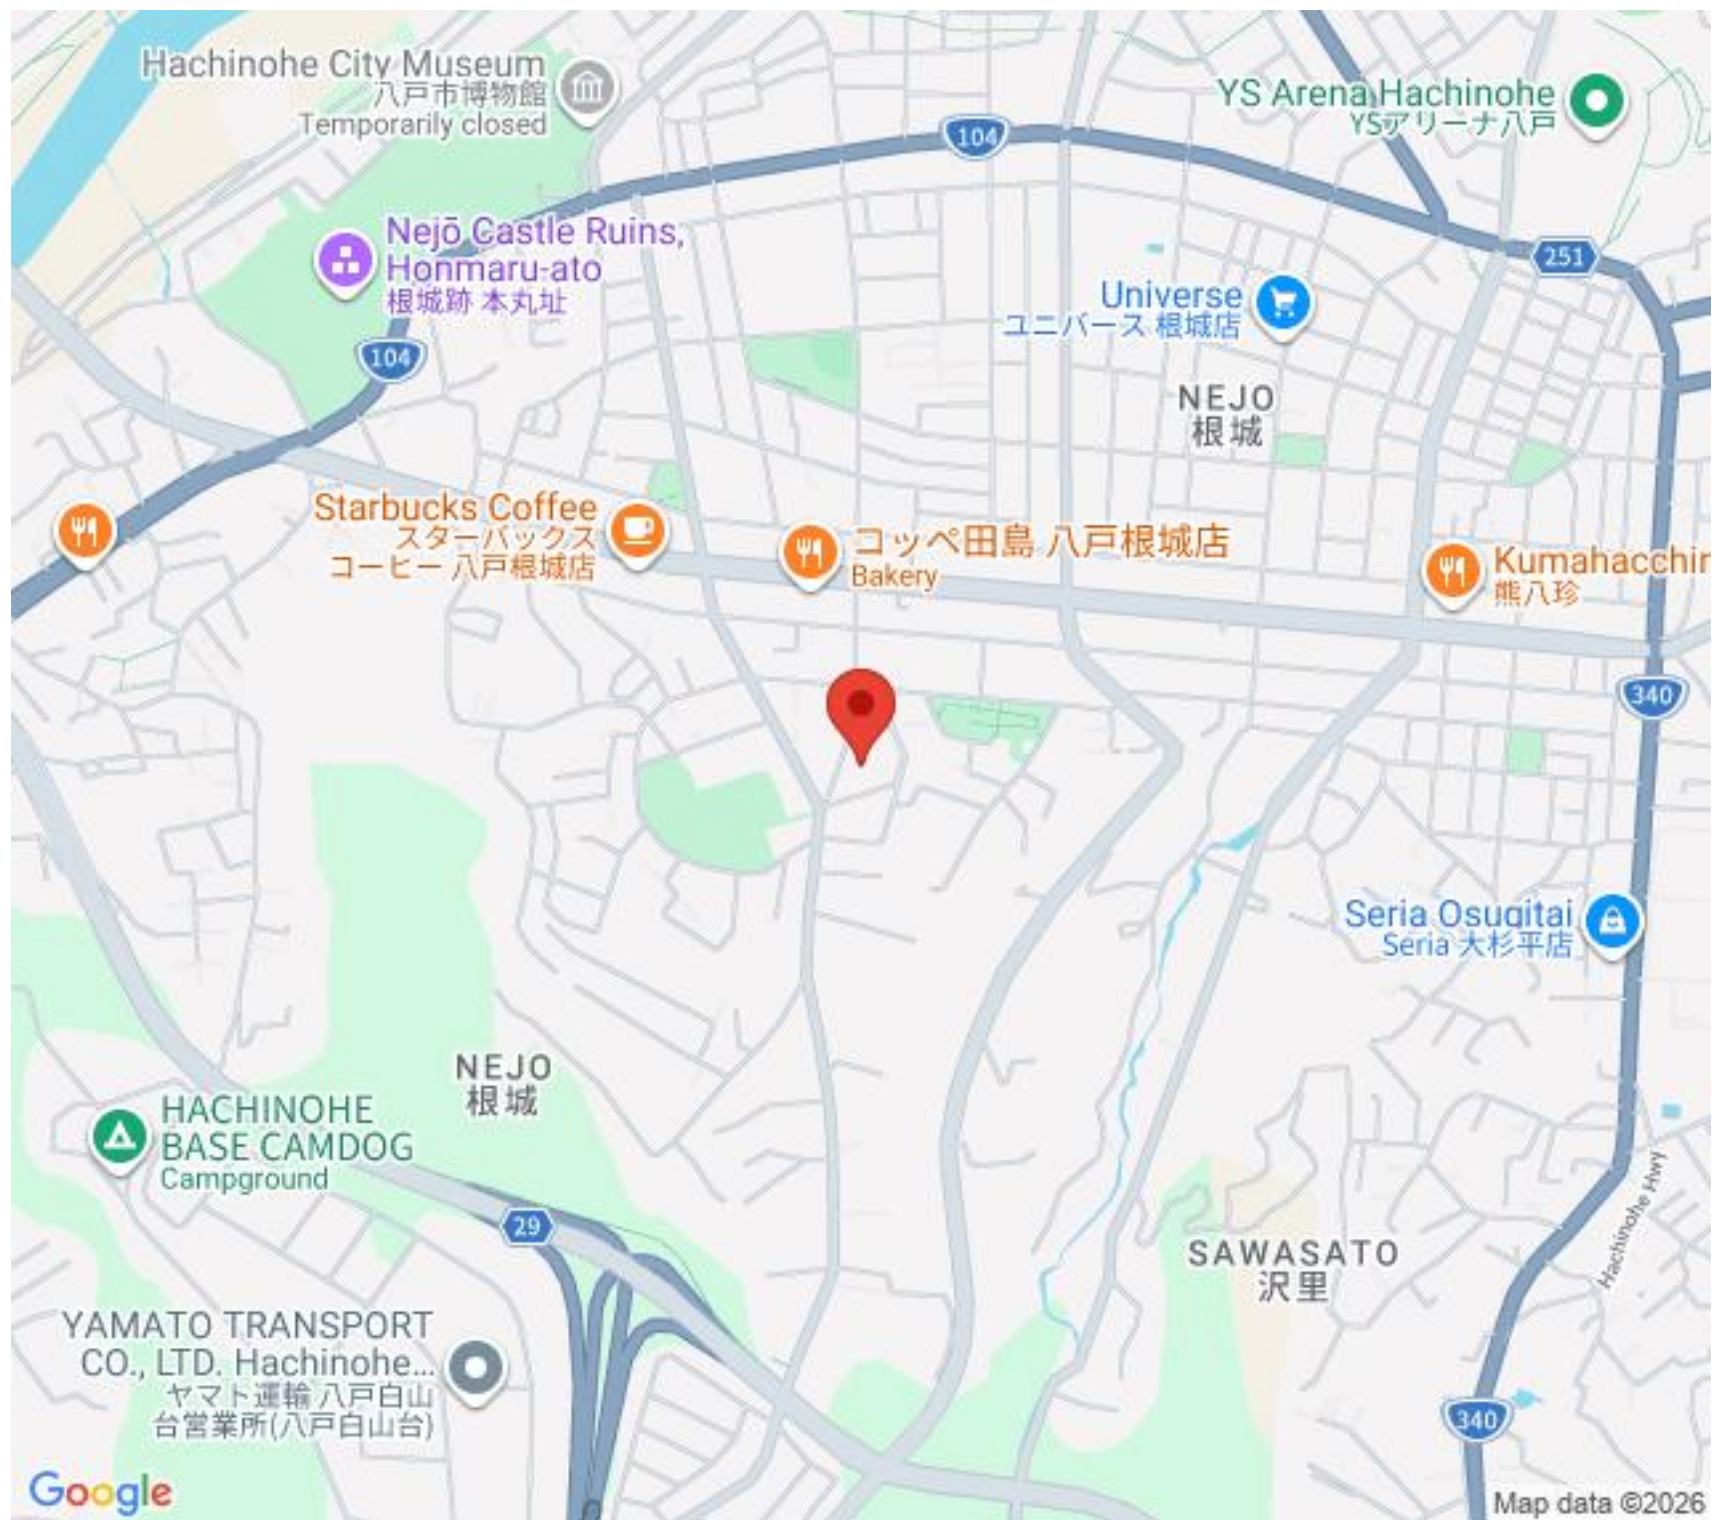 Hachinohe City Museum
八戸市博物館
Temporarily closed
YS Arena Hachinohe
YSアリーナ八戸
104
Nejō Castle Ruins,
Honmaru-ato
根城跡 本丸址
251
Universe
ユニバース 根城店
104
NEJO
根城
Starbucks Coffee
スターバックス
コーヒー 八戸根城店
コッペ田島 八戸根城店
Bakery
Kumahacchin
熊八珍
340
Seria Osugitai
Seria 大杉平店
NEJO
根城
HACHINOHE
BASE CAMDOG
Campground
29
Hachinohe Hwy
SAWASATO
沢里
YAMATO TRANSPORT
CO., LTD. Hachinohe...
ヤマト運輸 八戸白山
台営業所(八戸白山台)
340
Google
Map data ©2026